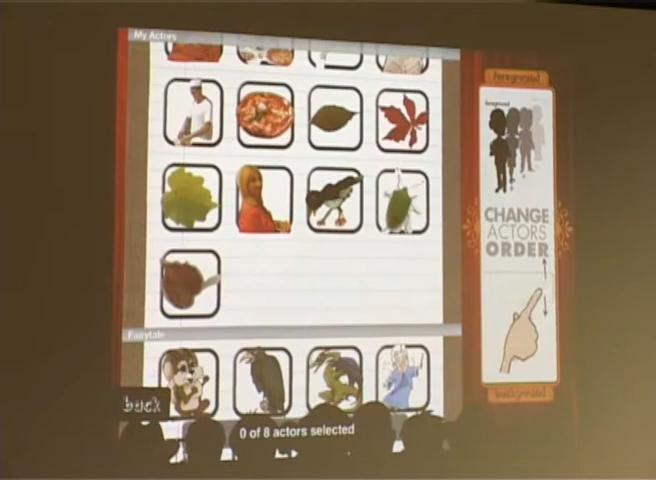 My Actors
foreground
foreground
CHANGE
ACTORS
ORDER
Fairytale
back
background
0 of 8 actors selected